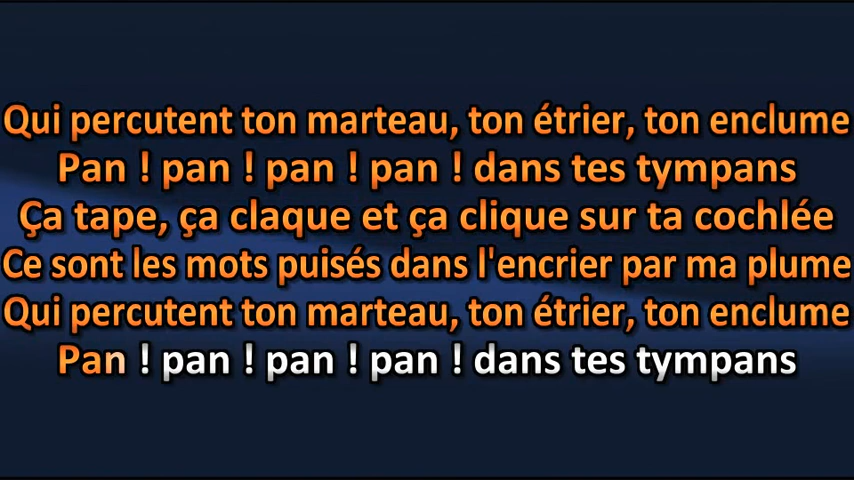 Qui percutent ton marteau, ton étrier, ton enclume
Pan ! pan ! pan ! pan ! dans tes tympans
Ça tape, ça claque et ça clique sur ta cochlée
Ce sont les mots puisés dans l'encrier par ma plume
Qui percutent ton marteau, ton étrier, ton enclume
Pan ! pan ! pan ! pan ! dans tes tympans